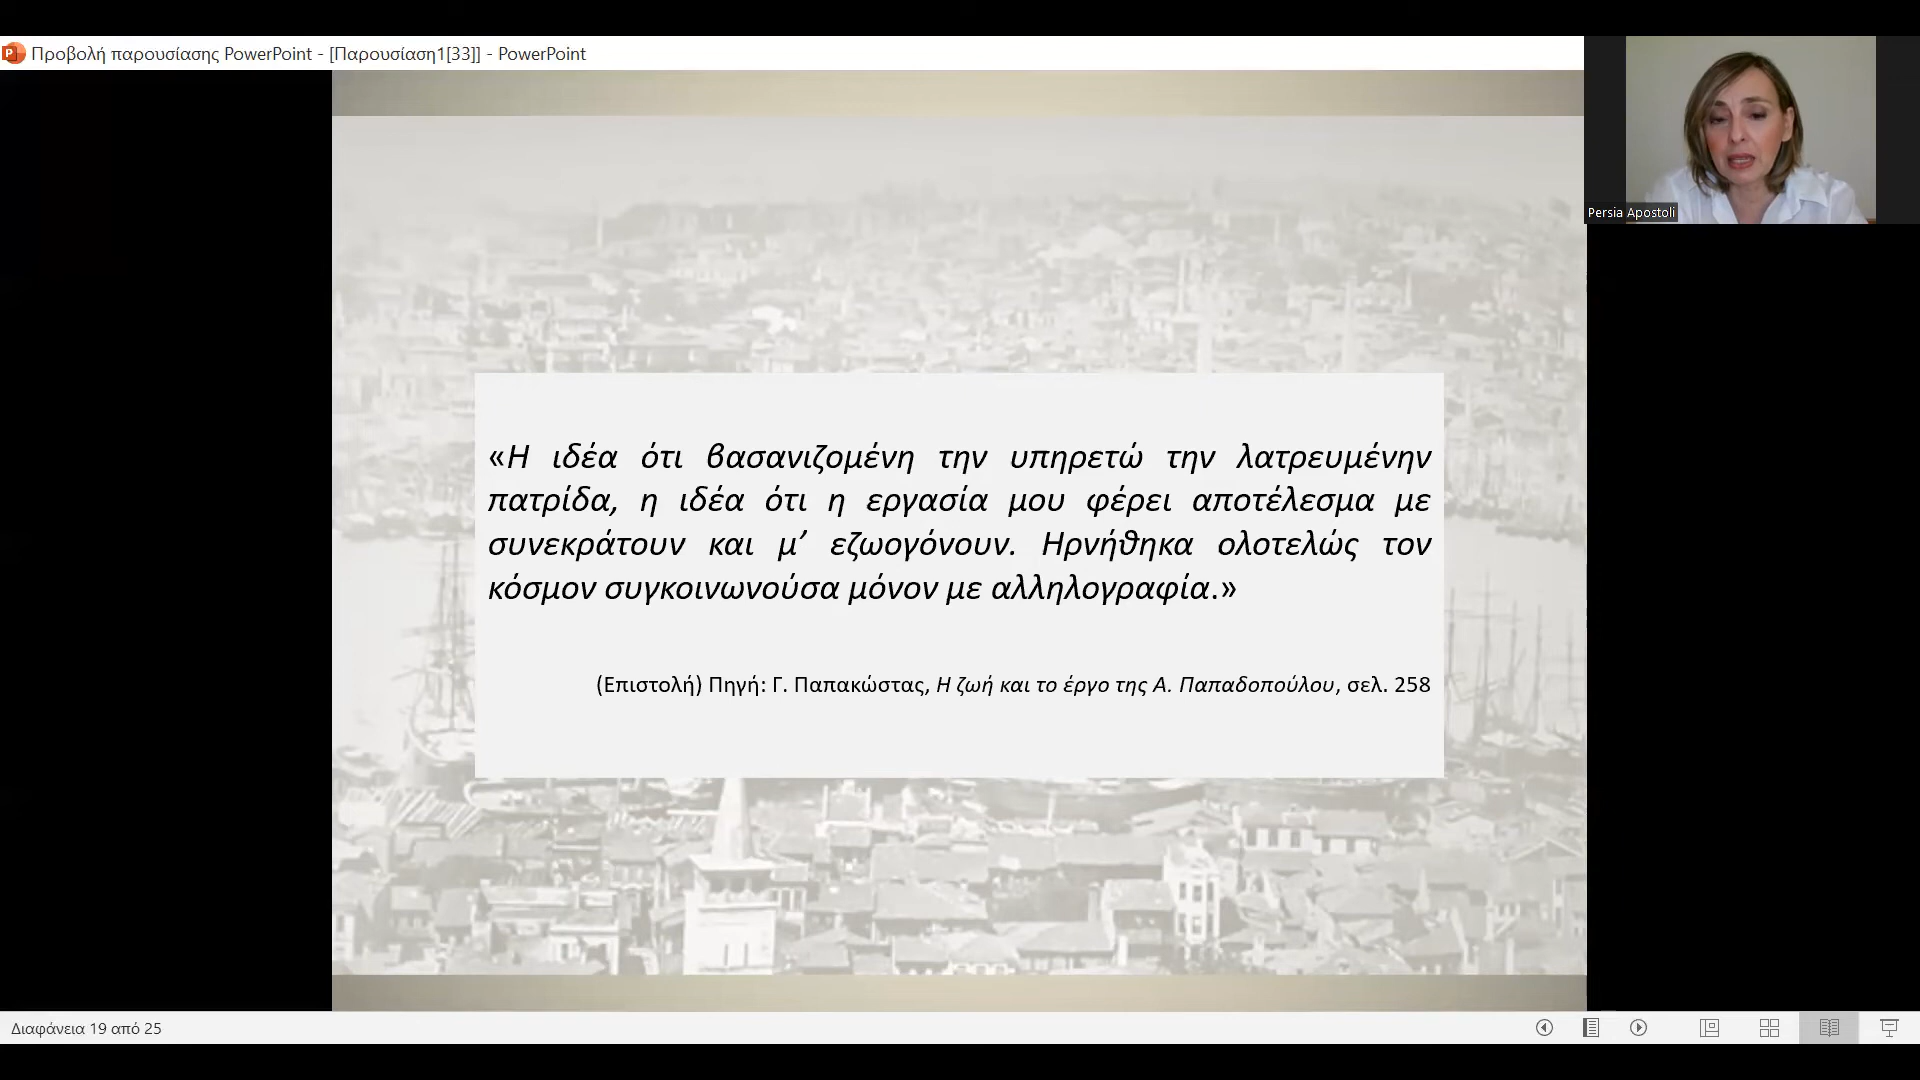 Προβολή παρουσίασης PowerPoint - [Παρουσίαση1[33]] - PowerPoint
Persia Apostoli
«Η ιδέα ότι βασανιζομένη την υπηρετώ την λατρευμένην
πατρίδα, η ιδέα ότι η εργασία μου φέρει αποτέλεσμα με
συνεκράτουν και μ’ εζωογόνουν. Ηρνήθηκα ολοτελώς τον
κόσμον συγκοινωνούσα μόνον με αλληλογραφία.»
(Επιστολή) Πηγή: Γ. Παπακώστας, Η ζωή και το έργο της Α. Παπαδοπούλου, σελ. 258
Διαφάνεια 19 από 25